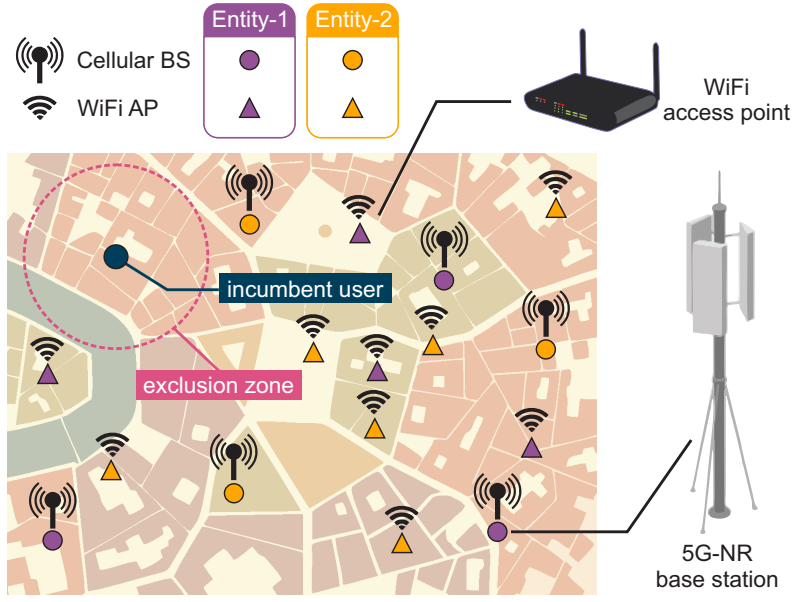 Entity-1
Entity-2
Cellular BS
WiFi AP
WiFi
access point
incumbent user
exclusion zone
5G-NR
base station